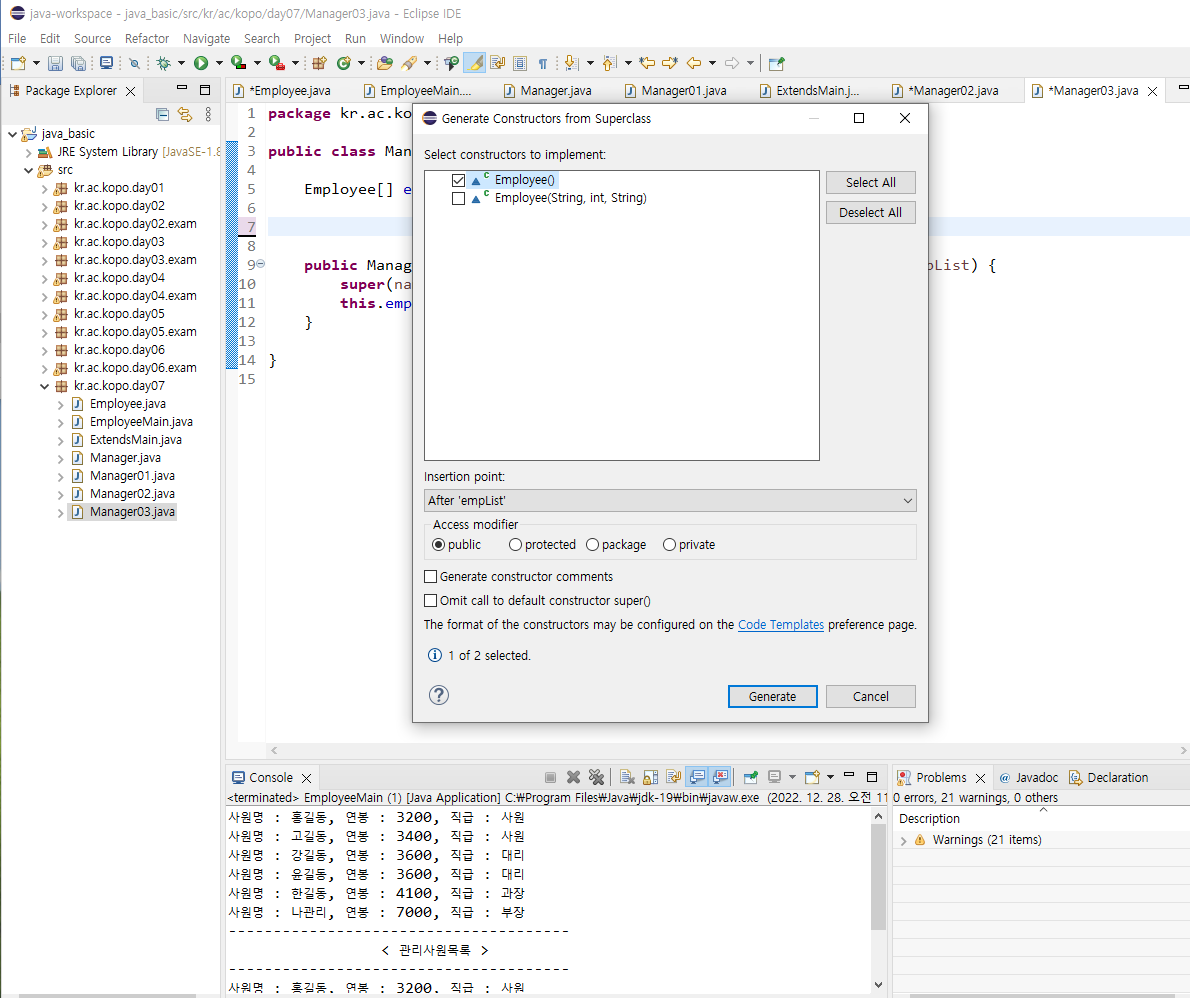 java-workspace - java_basic/src/kr/ac/kopo/day07/Manager03.java - Eclipse IDE
File Edit Source Refactor Navigate Search Project Run Window Help
Package Explorer
java_basic
JRE System Library [JavaSE-1.8
src
kr.ac.kopo.day01
kr.ac.kopo.day02
kr.ac.kopo.day02.exam
kr.ac.kopo.day03
kr.ac.kopo.day03.exam
kr.ac.kopo.day04
kr.ac.kopo.day04.exam
kr.ac.kopo.day05
kr.ac.kopo.day05.exam
kr.ac.kopo.day06
kr.ac.kopo.day06.exam
kr.ac.kopo.day07
Employee.java
EmployeeMain.java
ExtendsMain.java
Manager.java
Manager01.java
Manager02.java
Manager03.java
*Employee.java EmployeeMain.... Manager.java Manager01.java ExtendsMain.j... *Manager02.java *Manager03.java
1 package kr.ac.ko
2
3 public class Man
4
5 Employee[] e
6
7
8
9 public Manag pList) {
10 super(na
11 this.emp
12 }
13
14 }
15
Generate Constructors from Superclass
Select constructors to implement:
Employee()
Employee(String, int, String)
Select All
Deselect All
Insertion point:
After 'empList'
Access modifier
public protected package private
Generate constructor comments
Omit call to default constructor super()
The format of the constructors may be configured on the Code Templates preference page.
1 of 2 selected.
Generate Cancel
Console
<terminated> EmployeeMain (1) [Java Application] C:₩Program Files₩Java₩jdk-19₩bin₩javaw.exe (2022. 12. 28. 오전 11
사원명 : 홍길동, 연봉 : 3200, 직급 : 사원
사원명 : 고길동, 연봉 : 3400, 직급 : 사원
사원명 : 강길동, 연봉 : 3600, 직급 : 대리
사원명 : 윤길동, 연봉 : 3600, 직급 : 대리
사원명 : 한길동, 연봉 : 4100, 직급 : 과장
사원명 : 나관리, 연봉 : 7000, 직급 : 부장
--------------------------------------
< 관리사원목록 >
--------------------------------------
사원명 : 홍길동, 연봉 : 3200, 직급 : 사원
Problems Javadoc Declaration
0 errors, 21 warnings, 0 others
Description
Warnings (21 items)